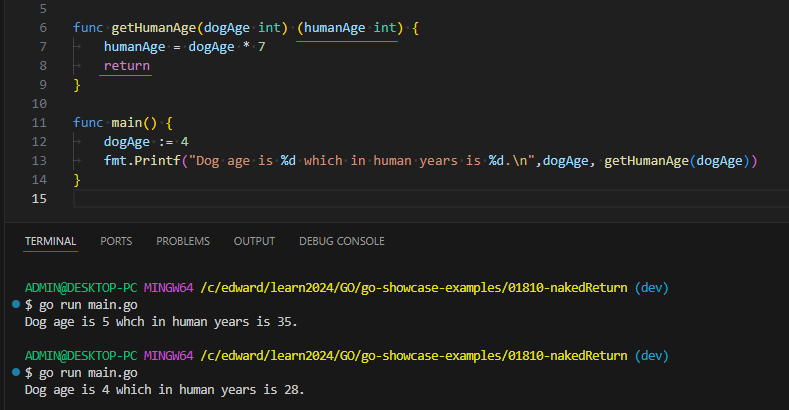 5
6 func getHumanAge(dogAge int) (humanAge int) {
7 humanAge = dogAge * 7
8 return
9 }
10
11 func main() {
12 dogAge := 4
13 fmt.Printf("Dog age is %d which in human years is %d.\n",dogAge, getHumanAge(dogAge))
14 }
15
TERMINAL PORTS PROBLEMS OUTPUT DEBUG CONSOLE
ADMIN@DESKTOP-PC MINGW64 /c/edward/learn2024/GO/go-showcase-examples/01810-nakedReturn (dev)
$ go run main.go
Dog age is 5 whch in human years is 35.
ADMIN@DESKTOP-PC MINGW64 /c/edward/learn2024/GO/go-showcase-examples/01810-nakedReturn (dev)
$ go run main.go
Dog age is 4 which in human years is 28.